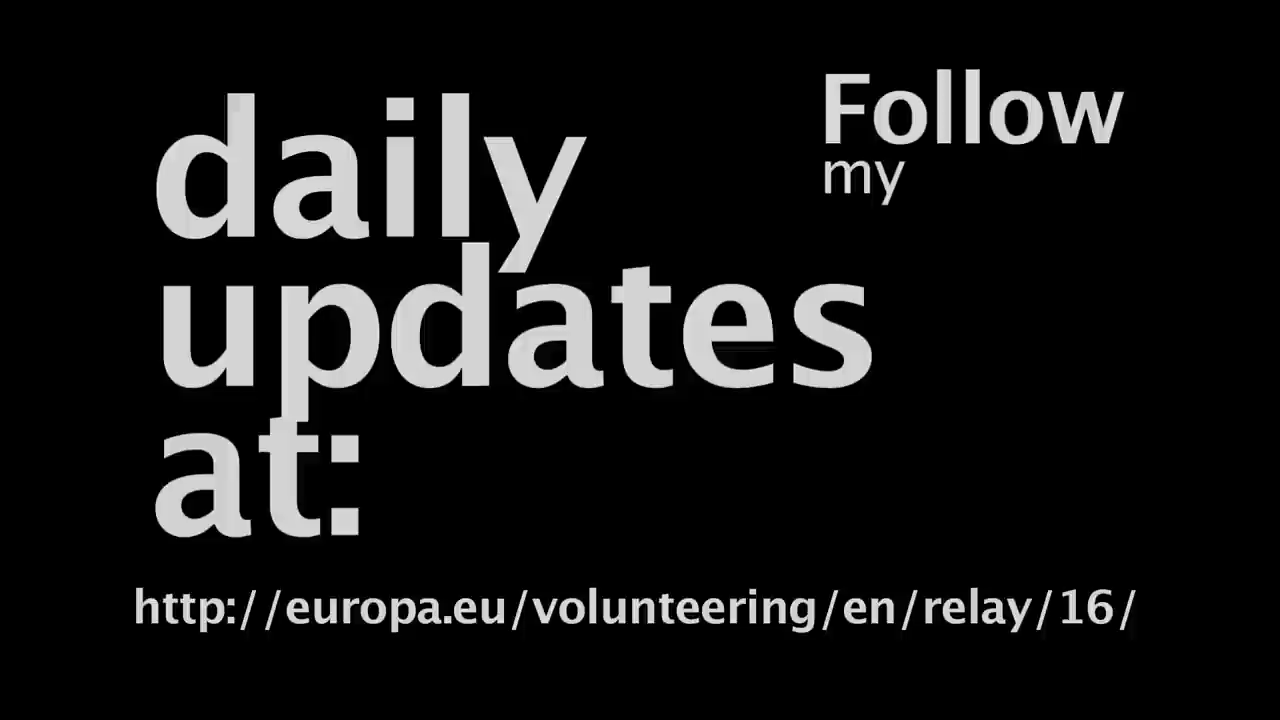 Follow
my
daily
updates
at:
http://europa.eu/volunteering/en/relay/16/